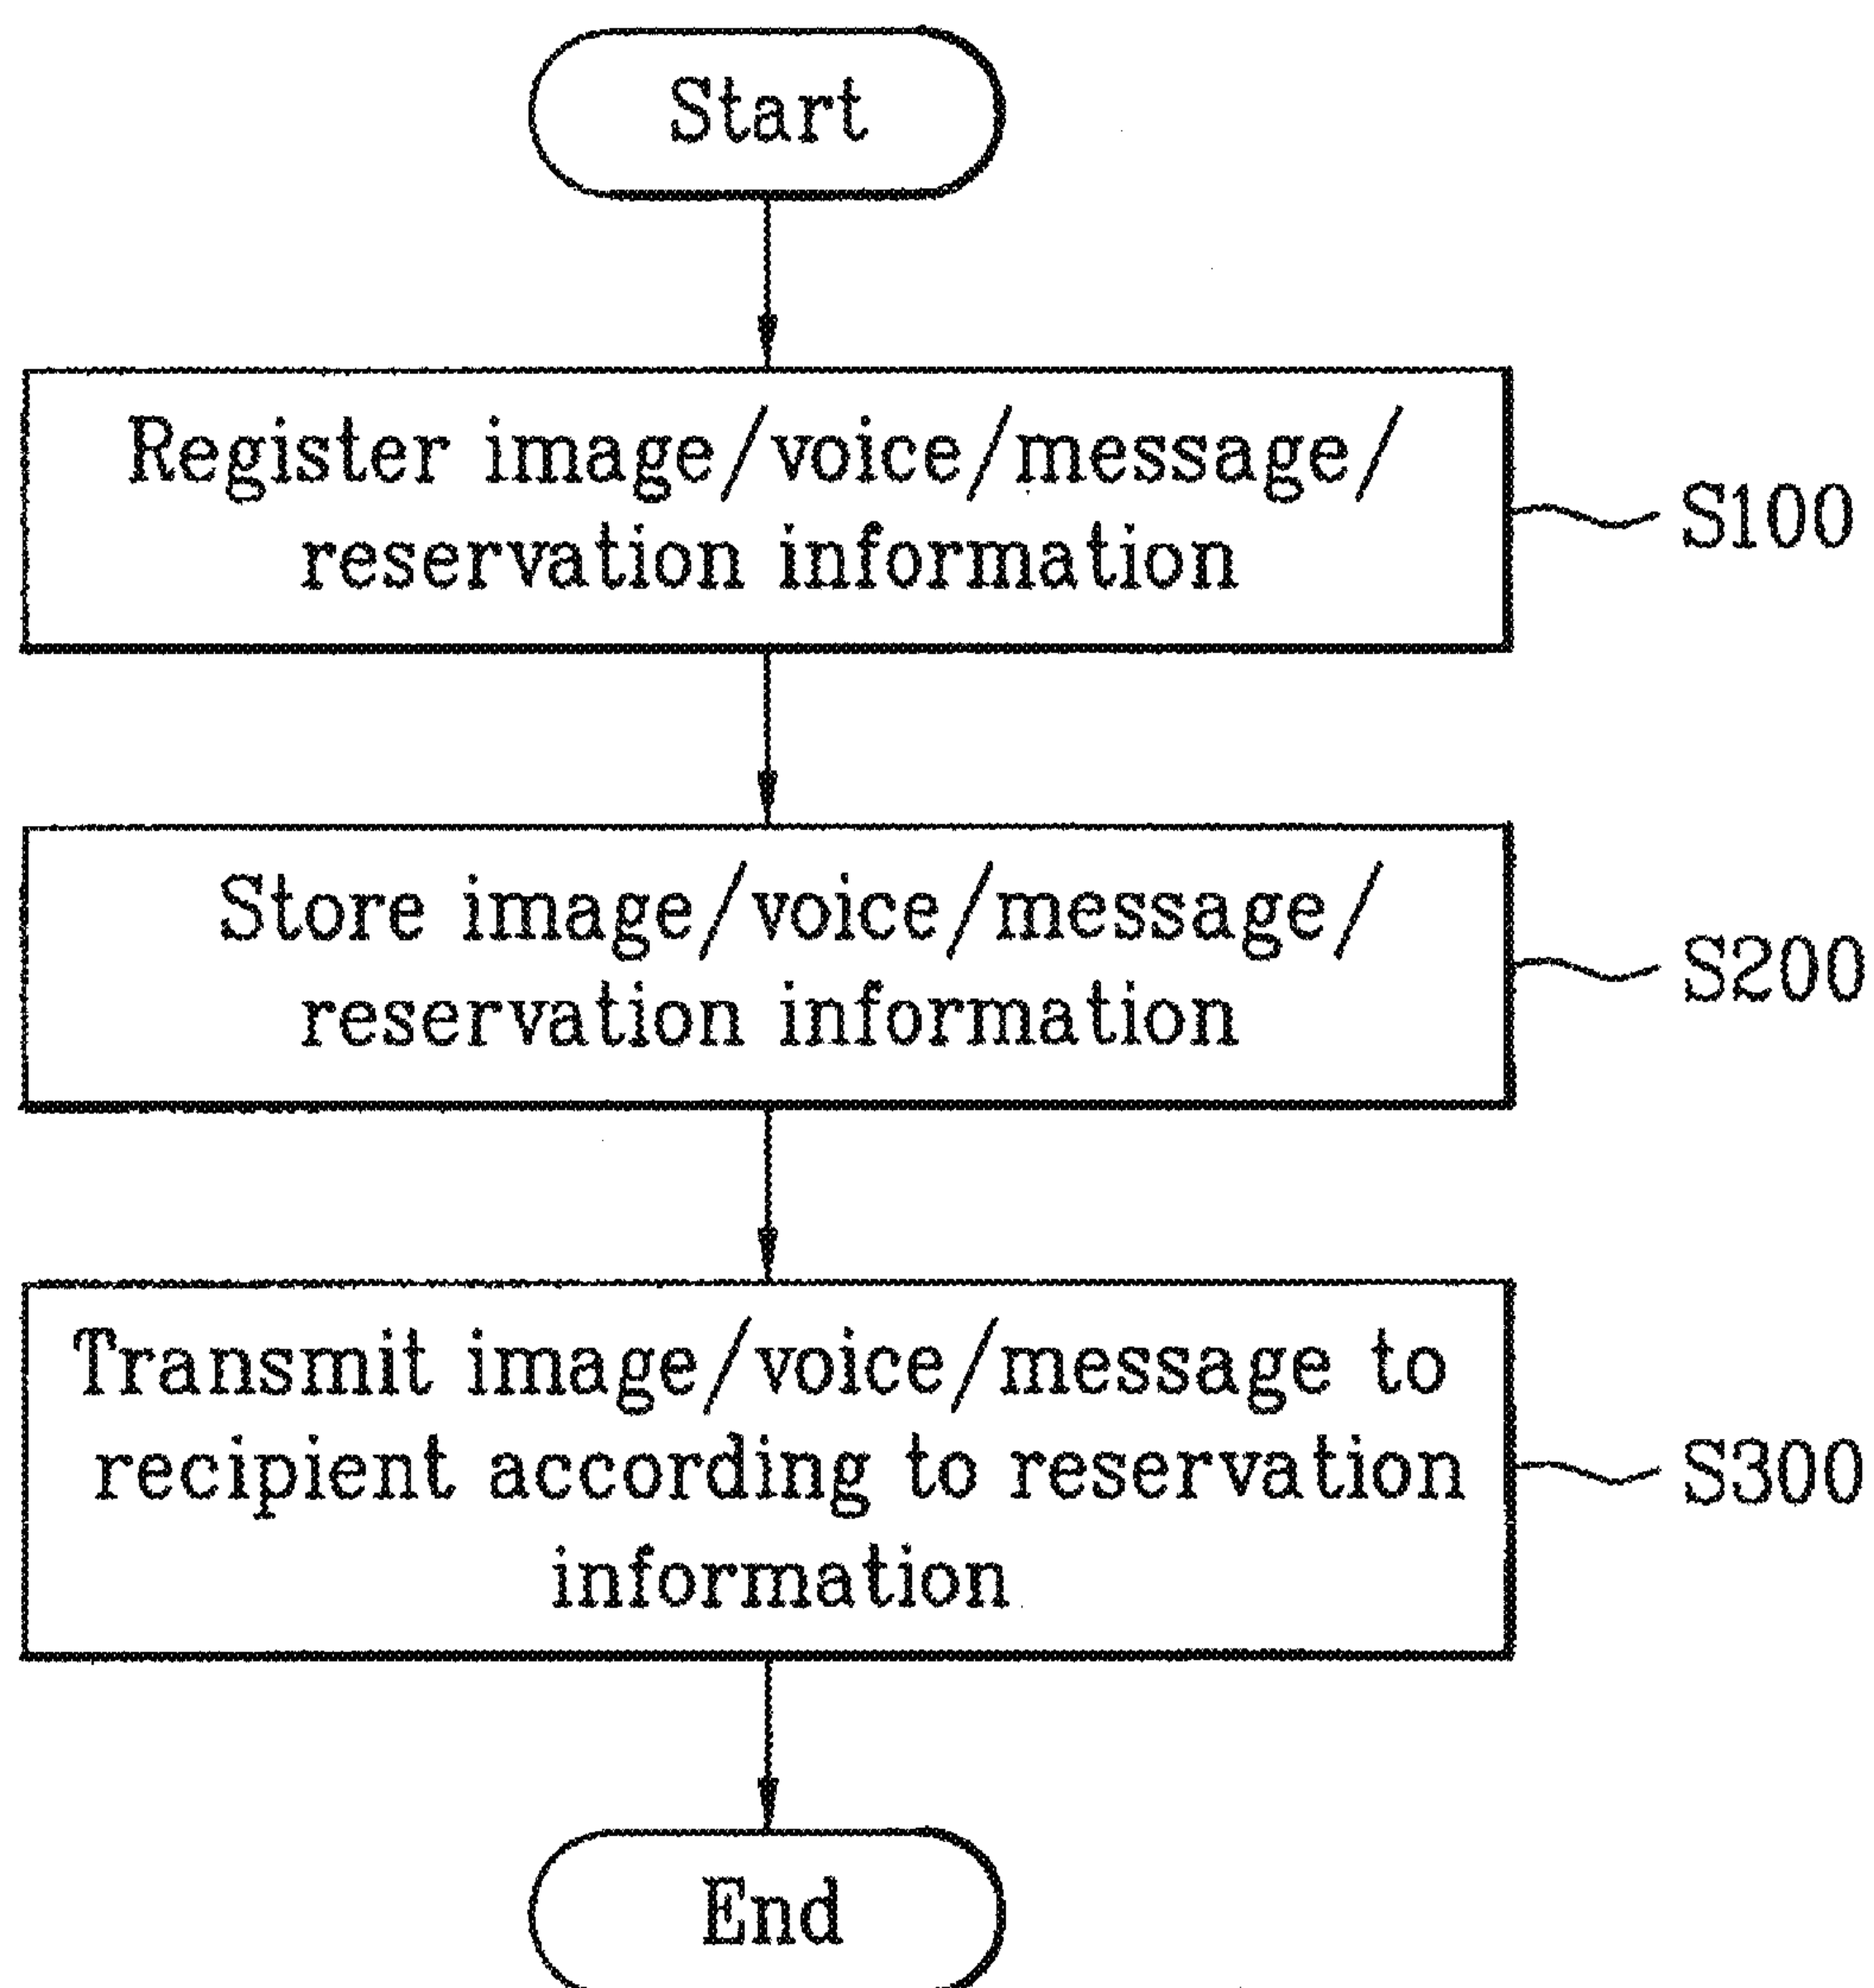 Start
Register image/voice/message/
reservation information
S100
Store image/voice/message/
reservation information
S200
Transmit image/voice/message to
recipient according to reservation
information
S300
End